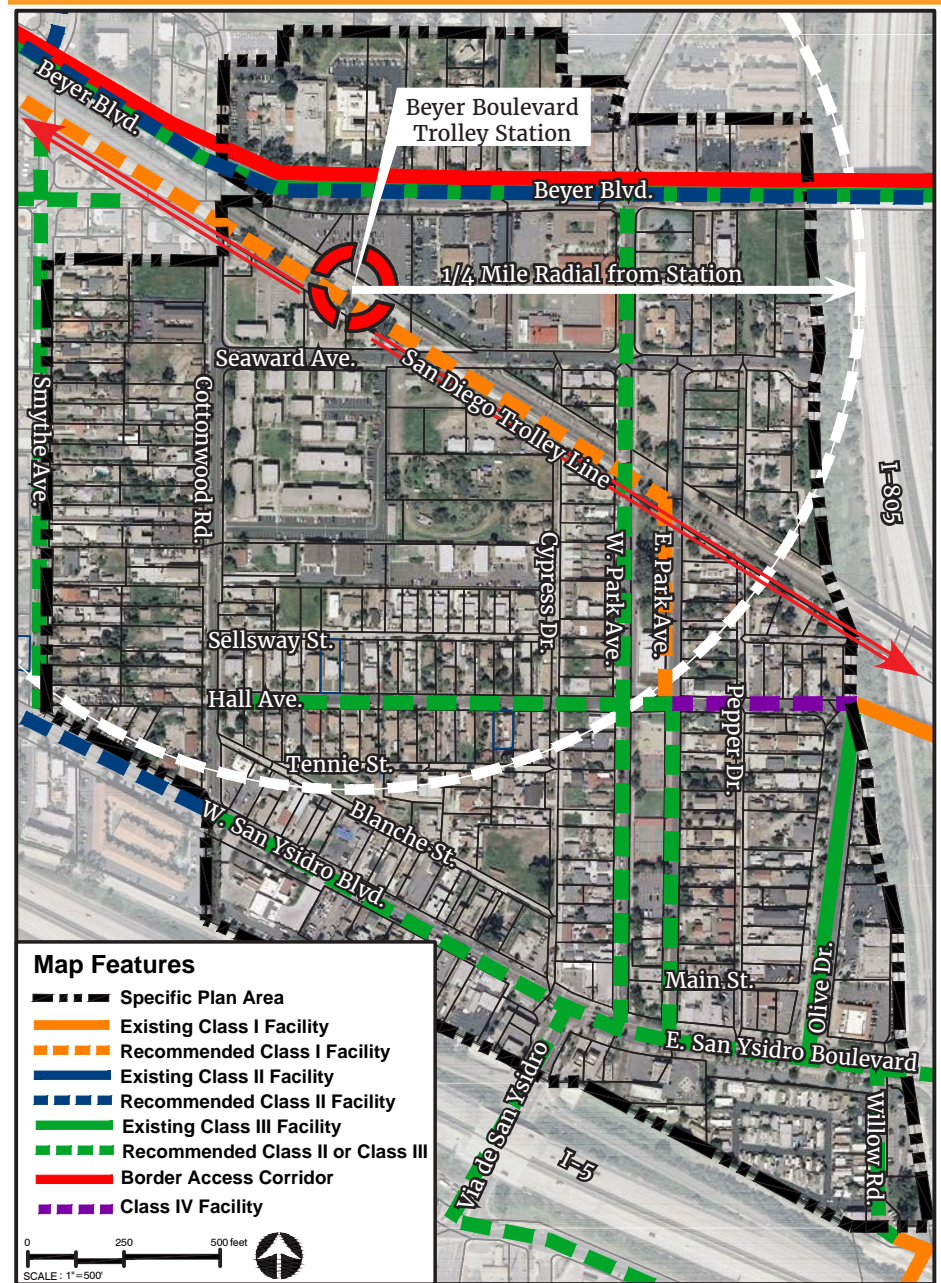 Beyer Blvd.
Beyer Boulevard
Trolley Station
Beyer Blvd.
1/4 Mile Radial from Station
Seaward Ave.
San Diego Trolley Line
Smythe Ave.
Cottonwood Rd.
I-805
Cypress Dr.
W. Park Ave.
E. Park Ave.
Sellsway St.
Hall Ave.
Pepper Dr.
Tennie St.
Blanche St.
W. San Ysidro Blvd.
Main St.
Olive Dr.
E. San Ysidro Boulevard
Via de San Ysidro
I-5
Willow Rd.
Map Features
Specific Plan Area
Existing Class I Facility
Recommended Class I Facility
Existing Class II Facility
Recommended Class II Facility
Existing Class III Facility
Recommended Class II or Class III
Border Access Corridor
Class IV Facility
0 250 500 feet
SCALE : 1"=500'